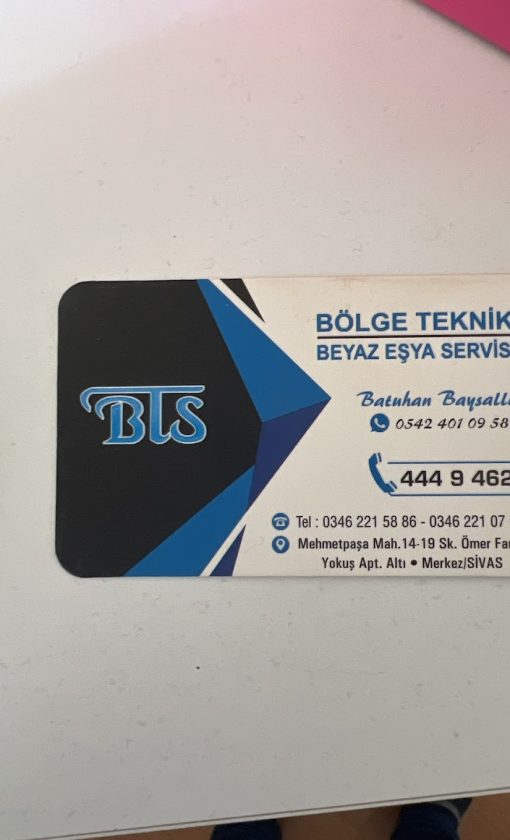 BTS
BÖLGE TEKNİK
BEYAZ EŞYA SERVİS
Batuhan Baysall
0542 401 09 58
444 9 462
Tel : 0346 221 58 86 - 0346 221 07
Mehmetpaşa Mah.14-19 Sk. Ömer Far
Yokuş Apt. Altı • Merkez/SİVAS